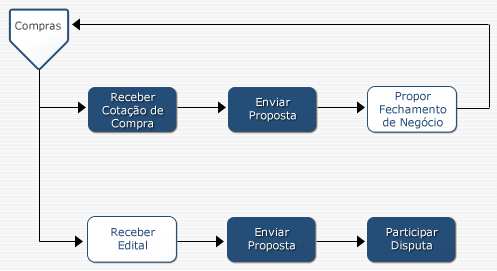 Compras
Receber
Cotação de
Compra
Enviar
Proposta
Propor
Fechamento
de Negócio
Receber
Edital
Enviar
Proposta
Participar
Disputa